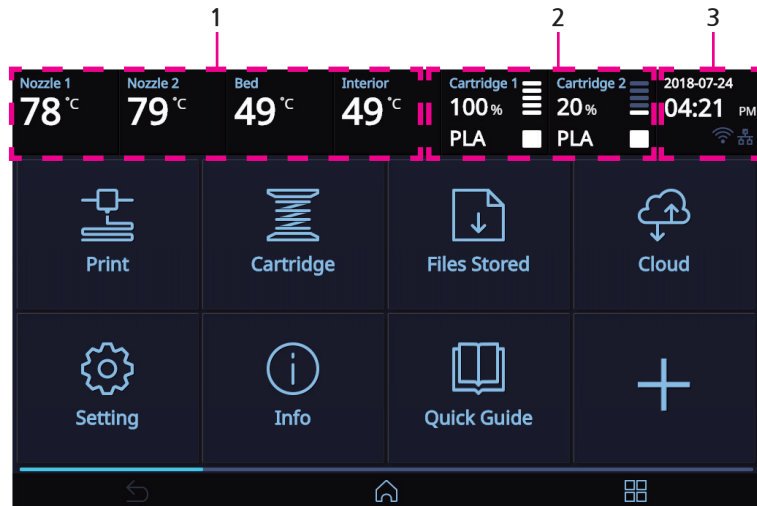 1 2 3
Nozzle 1 Nozzle 2 Bed Interior Cartridge 1 Cartridge 2 2018-07-24
78 °C 79 °C 49 °C 49 °C 100 % 20 % 04:21 PM
PLA PLA
Print Cartridge Files Stored Cloud
Setting Info Quick Guide